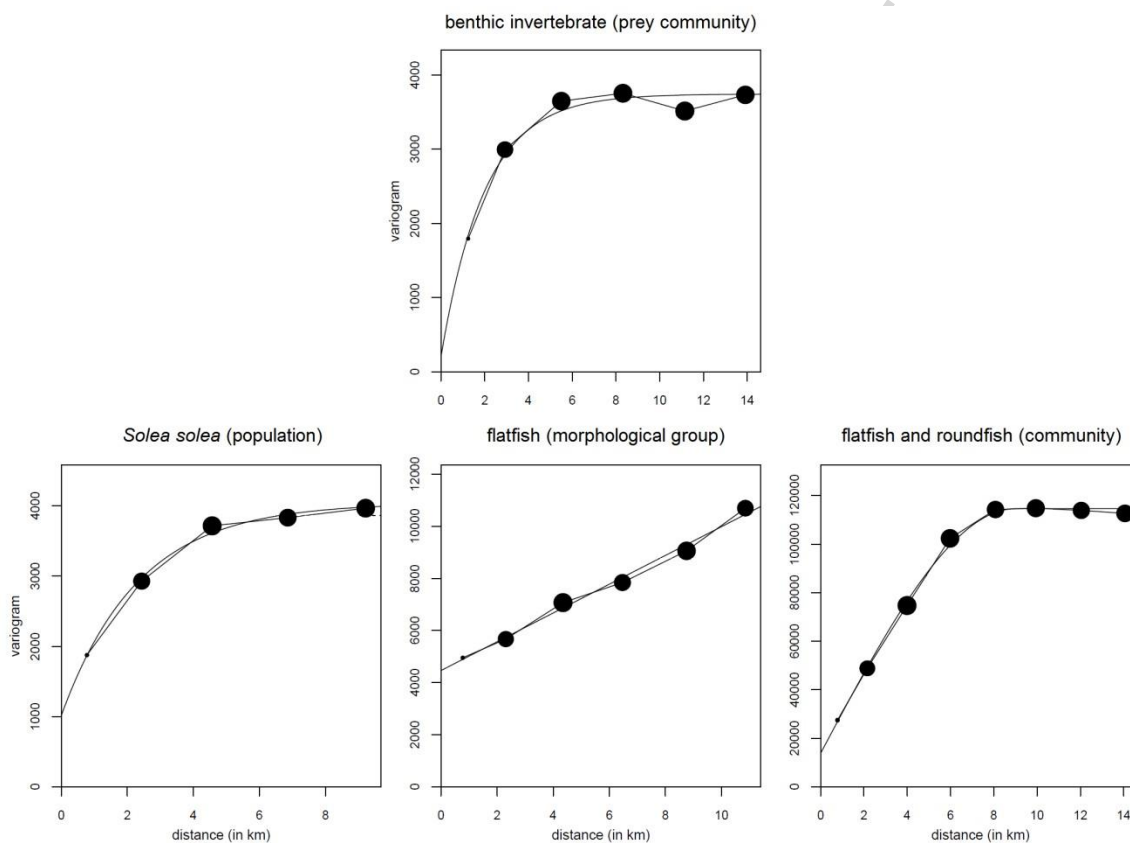 benthic invertebrate (prey community)
variogram
0 1000 2000 3000 4000
0 2 4 6 8 10 12 14
Solea solea (population)
variogram
0 1000 2000 3000 4000
0 2 4 6 8
distance (in km)
flatfish (morphological group)
0 2000 4000 6000 8000 10000 12000
0 2 4 6 8 10
distance (in km)
flatfish and roundfish (community)
0 20000 40000 60000 80000 100000 120000
0 2 4 6 8 10 12 14
distance (in km)